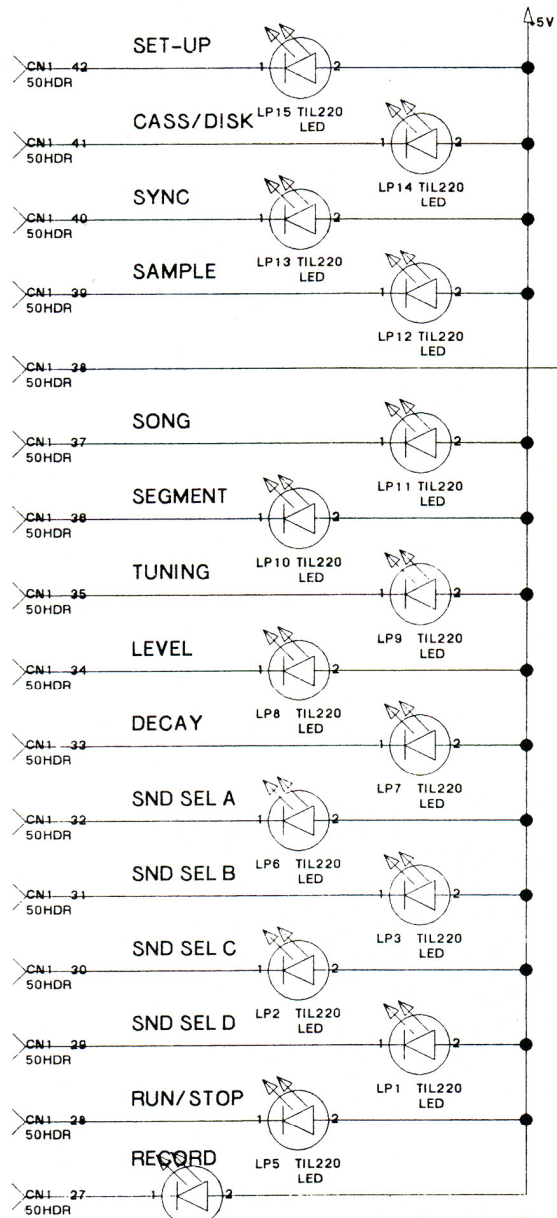 +5V
SET-UP
CN1 42 1 2
50HDR
LP15 TIL220
LED
CASS/DISK
CN1 41 1 2
50HDR
LP14 TIL220
LED
SYNC
CN1 40 1 2
50HDR
LP13 TIL220
LED
SAMPLE
CN1 39 1 2
50HDR
LP12 TIL220
LED
CN1 38
50HDR
SONG
CN1 37 1 2
50HDR
LP11 TIL220
LED
SEGMENT
CN1 36 1 2
50HDR
LP10 TIL220
LED
TUNING
CN1 35 1 2
50HDR
LP9 TIL220
LED
LEVEL
CN1 34 1 2
50HDR
LP8 TIL220
LED
DECAY
CN1 33 1 2
50HDR
LP7 TIL220
LED
SND SEL A
CN1 32 1 2
50HDR
LP6 TIL220
LED
SND SEL B
CN1 31 1 2
50HDR
LP3 TIL220
LED
SND SEL C
CN1 30 1 2
50HDR
LP2 TIL220
LED
SND SEL D
CN1 29 1 2
50HDR
LP1 TIL220
LED
RUN/STOP
CN1 28 1 2
50HDR
LP5 TIL220
LED
RECORD
CN1 27 1 2
50HDR